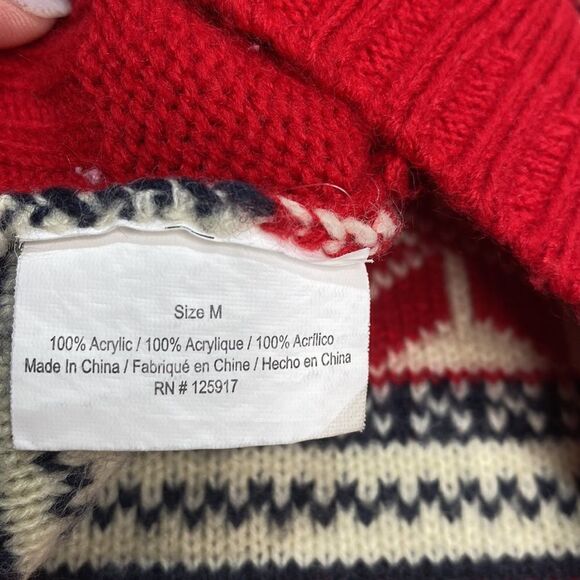 Size M
100% Acrylic / 100% Acrylique / 100% Acrílico
Made In China / Fabriqué en Chine / Hecho en China
RN # 125917